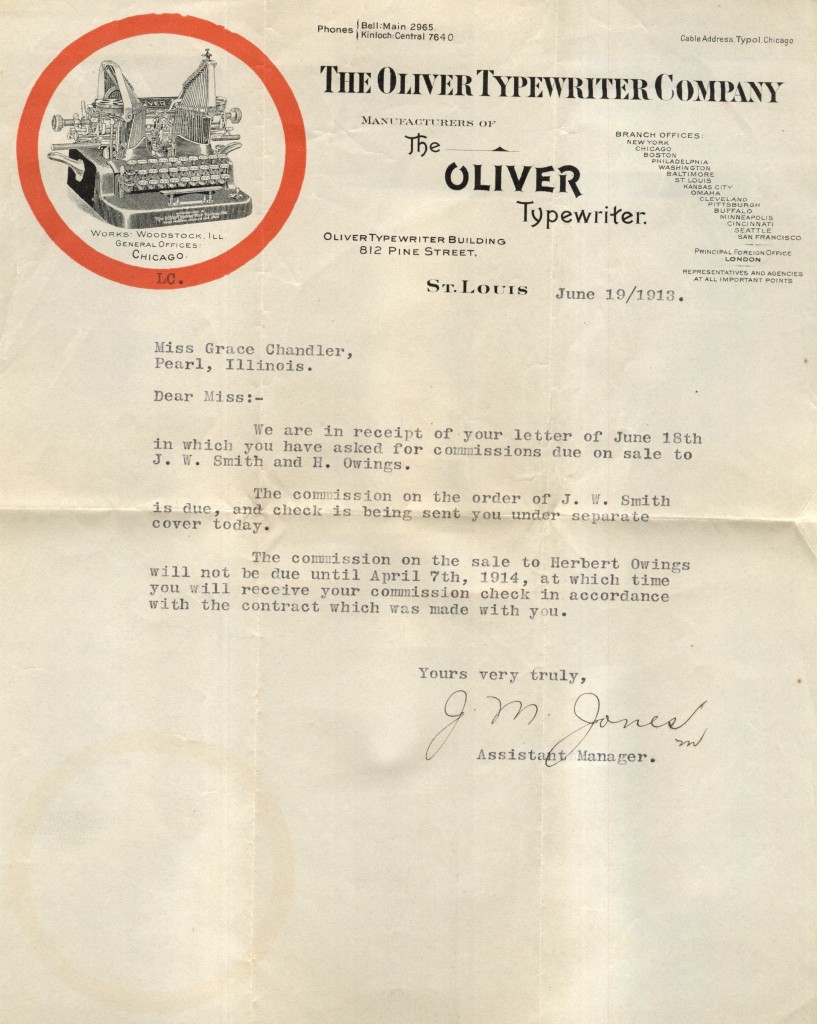 Phones Bell: Main 2965.
Kinloch: Central 7640
Cable Address, Typol, Chicago
THE OLIVER TYPEWRITER COMPANY
MANUFACTURERS OF
The
OLIVER
Typewriter.
OLIVER TYPEWRITER BUILDING
812 PINE STREET.
BRANCH OFFICES:
NEW YORK
CHICAGO
BOSTON
PHILADELPHIA
WASHINGTON
BALTIMORE
ST. LOUIS
KANSAS CITY
OMAHA
CLEVELAND
PITTSBURGH
BUFFALO
MINNEAPOLIS
CINCINNATI
SEATTLE
SAN FRANCISCO
PRINCIPAL FOREIGN OFFICE
LONDON
REPRESENTATIVES AND AGENCIES
AT ALL IMPORTANT POINTS
OLIVER
WORKS: WOODSTOCK, ILL
GENERAL OFFICES:
CHICAGO.
LC.
ST. LOUIS June 19/1913.
Miss Grace Chandler,
Pearl, Illinois.
Dear Miss:-
We are in receipt of your letter of June 18th
in which you have asked for commissions due on sale to
J. W. Smith and H. Owings.
The commission on the order of J. W. Smith
is due, and check is being sent you under separate
cover today.
The commission on the sale to Herbert Owings
will not be due until April 7th, 1914, at which time
you will receive your commission check in accordance
with the contract which was made with you.
Yours very truly,
J. M. Jones
m
Assistant Manager.